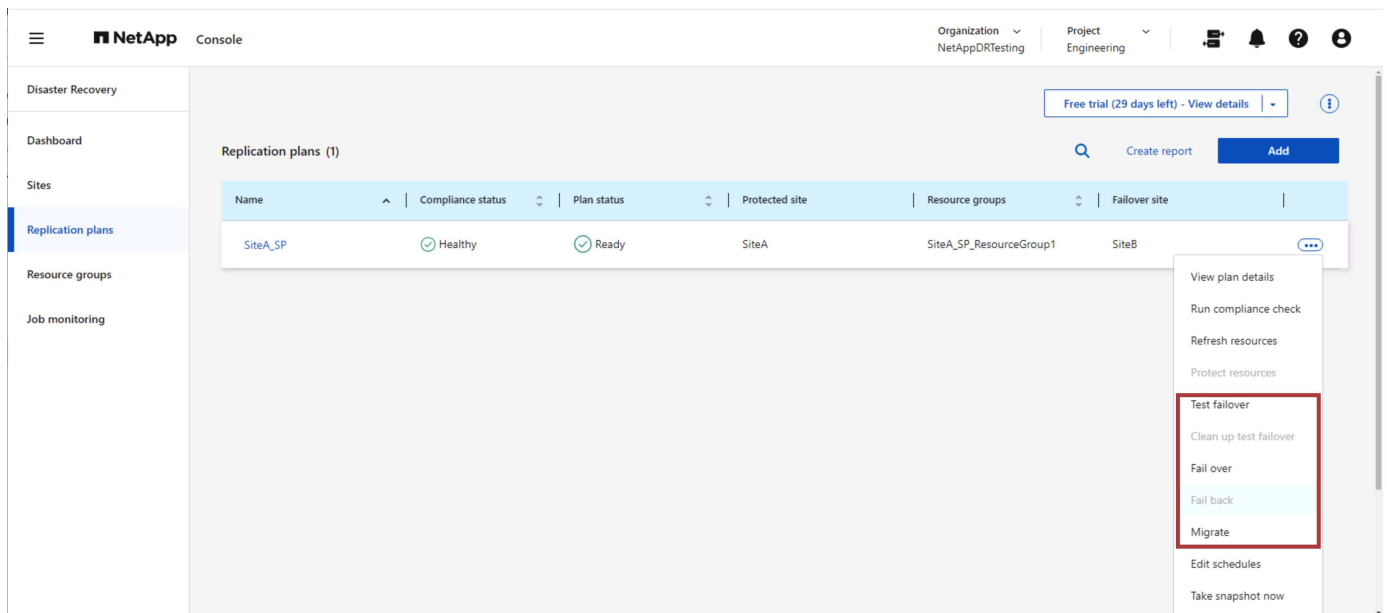 NetApp Console
Organization
NetAppDRTesting
Project
Engineering
Disaster Recovery
Dashboard
Sites
Replication plans
Resource groups
Job monitoring
Free trial (29 days left) - View details
Replication plans (1)
Create report
Add
Name Compliance status Plan status Protected site Resource groups Failover site
SiteA_SP Healthy Ready SiteA SiteA_SP_ResourceGroup1 SiteB
View plan details
Run compliance check
Refresh resources
Protect resources
Test failover
Clean up test failover
Fail over
Fail back
Migrate
Edit schedules
Take snapshot now